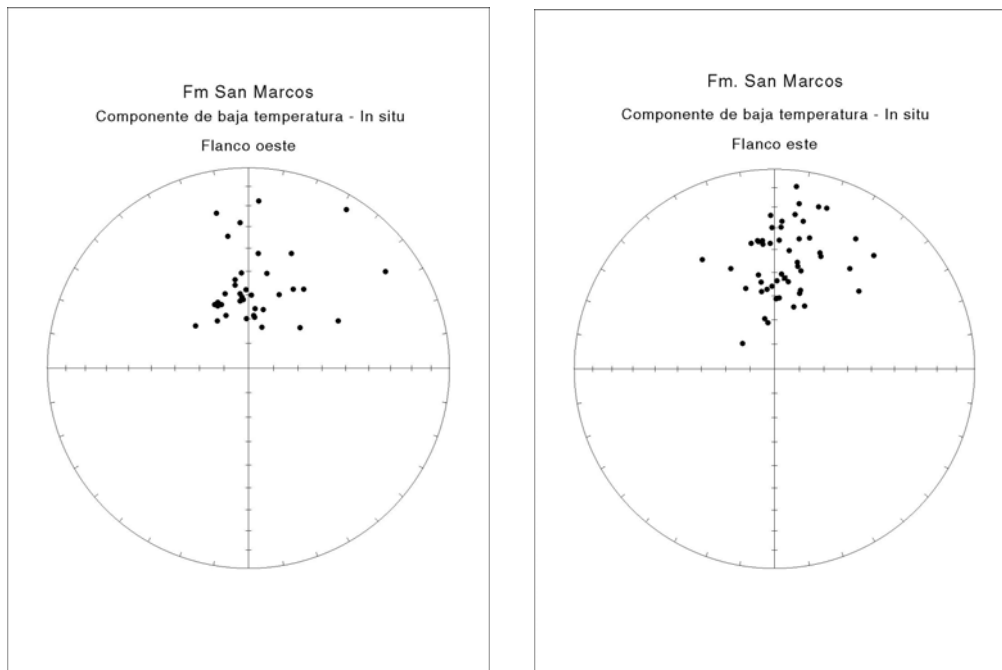 Fm San Marcos
Componente de baja temperatura - In situ
Flanco oeste
Fm. San Marcos
Componente de baja temperatura - In situ
Flanco este